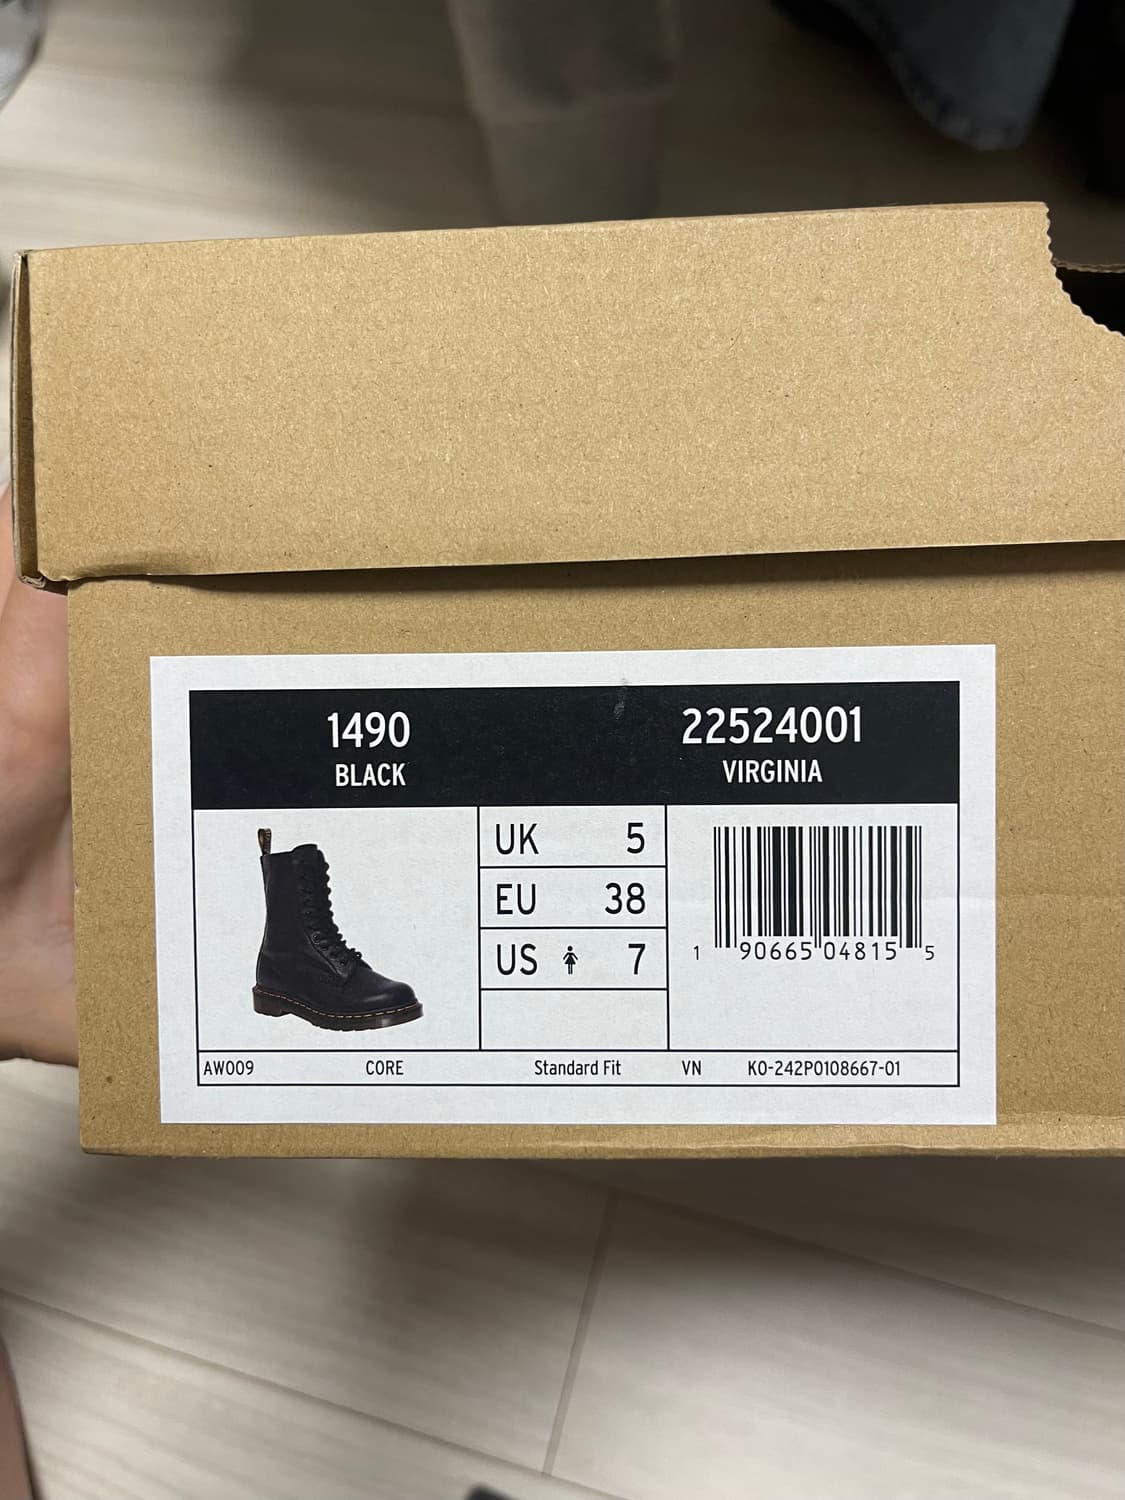 1490
BLACK
22524001
VIRGINIA
UK 5
EU 38
US 7
1 90665 04815 5
AW009 CORE Standard Fit VN KO-242P0108667-01